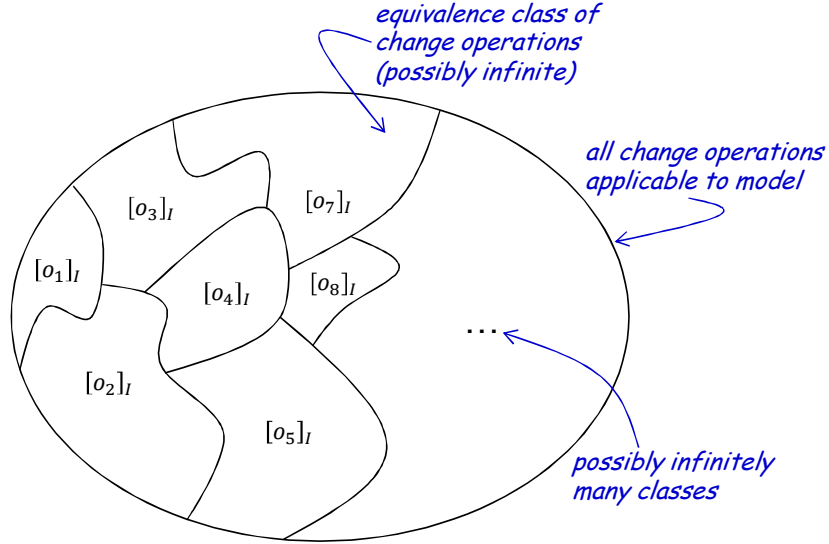 equivalence class of
change operations
(possibly infinite)
all change operations
applicable to model
[o₃]ᵢ
[o₇]ᵢ
[o₁]ᵢ
[o₄]ᵢ
[o₈]ᵢ
...
[o₂]ᵢ
[o₅]ᵢ
possibly infinitely
many classes